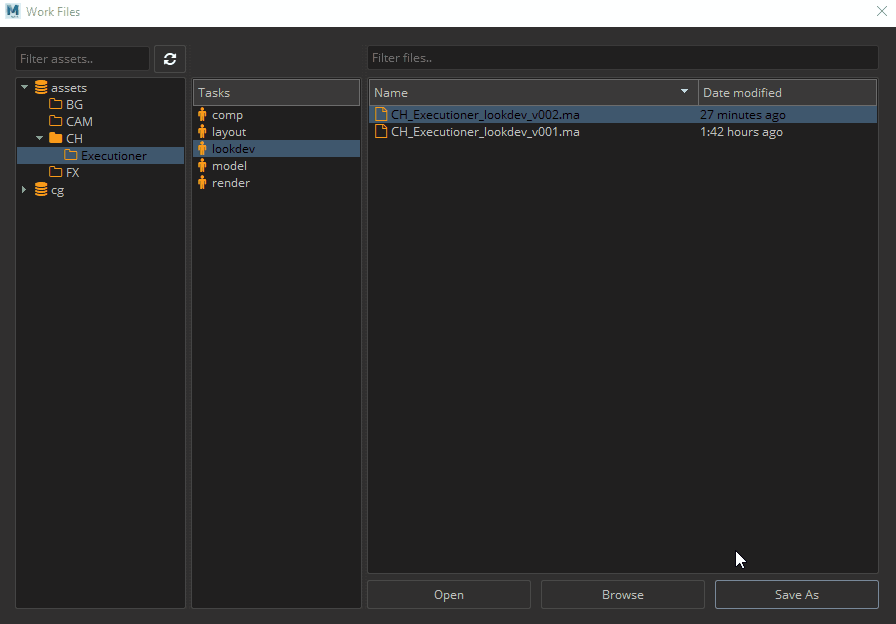 Work Files
Filter assets..
Filter files..
assets
BG
CAM
CH
Executioner
FX
cg
Tasks
comp
layout
lookdev
model
render
Name Date modified
CH_Executioner_lookdev_v002.ma 27 minutes ago
CH_Executioner_lookdev_v001.ma 1:42 hours ago
Open Browse Save As